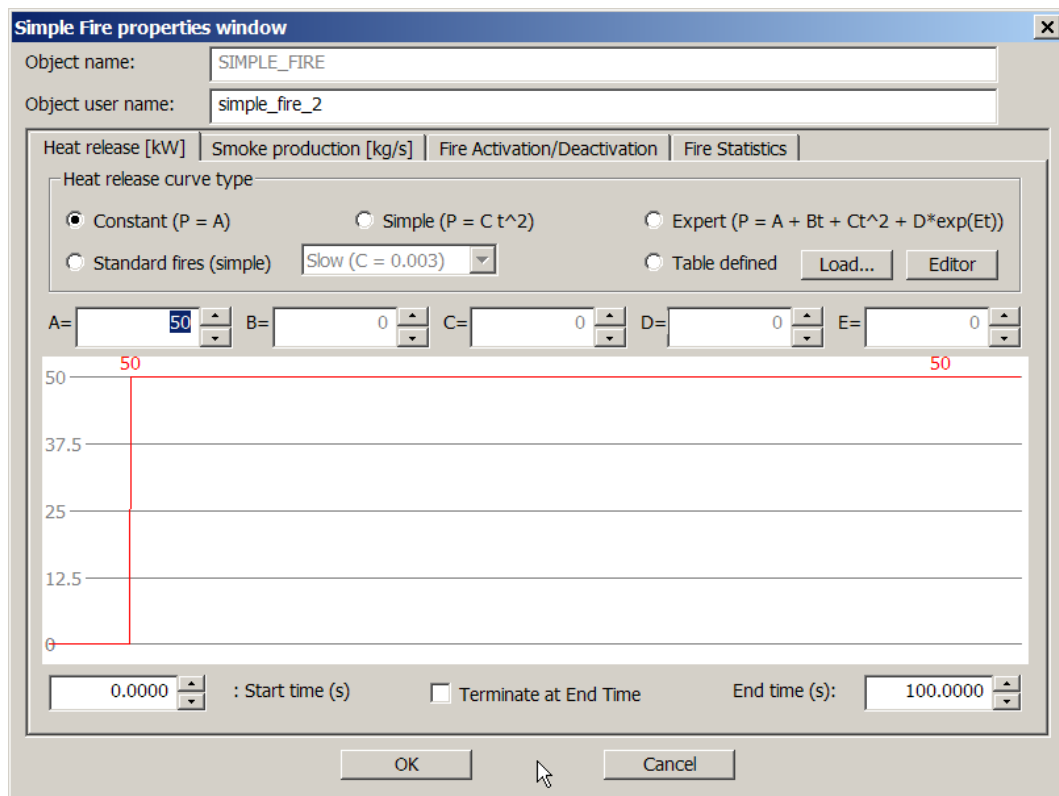 Simple Fire properties window
Object name: SIMPLE_FIRE
Object user name: simple_fire_2
Heat release [kW] Smoke production [kg/s] Fire Activation/Deactivation Fire Statistics
Heat release curve type
Constant (P = A) Simple (P = C t^2) Expert (P = A + Bt + Ct^2 + D*exp(Et))
Standard fires (simple) Slow (C = 0.003) Table defined Load... Editor
A= 50 B= 0 C= 0 D= 0 E= 0
50 50
50
37.5
25
12.5
0
0.0000 : Start time (s) Terminate at End Time End time (s): 100.0000
OK Cancel